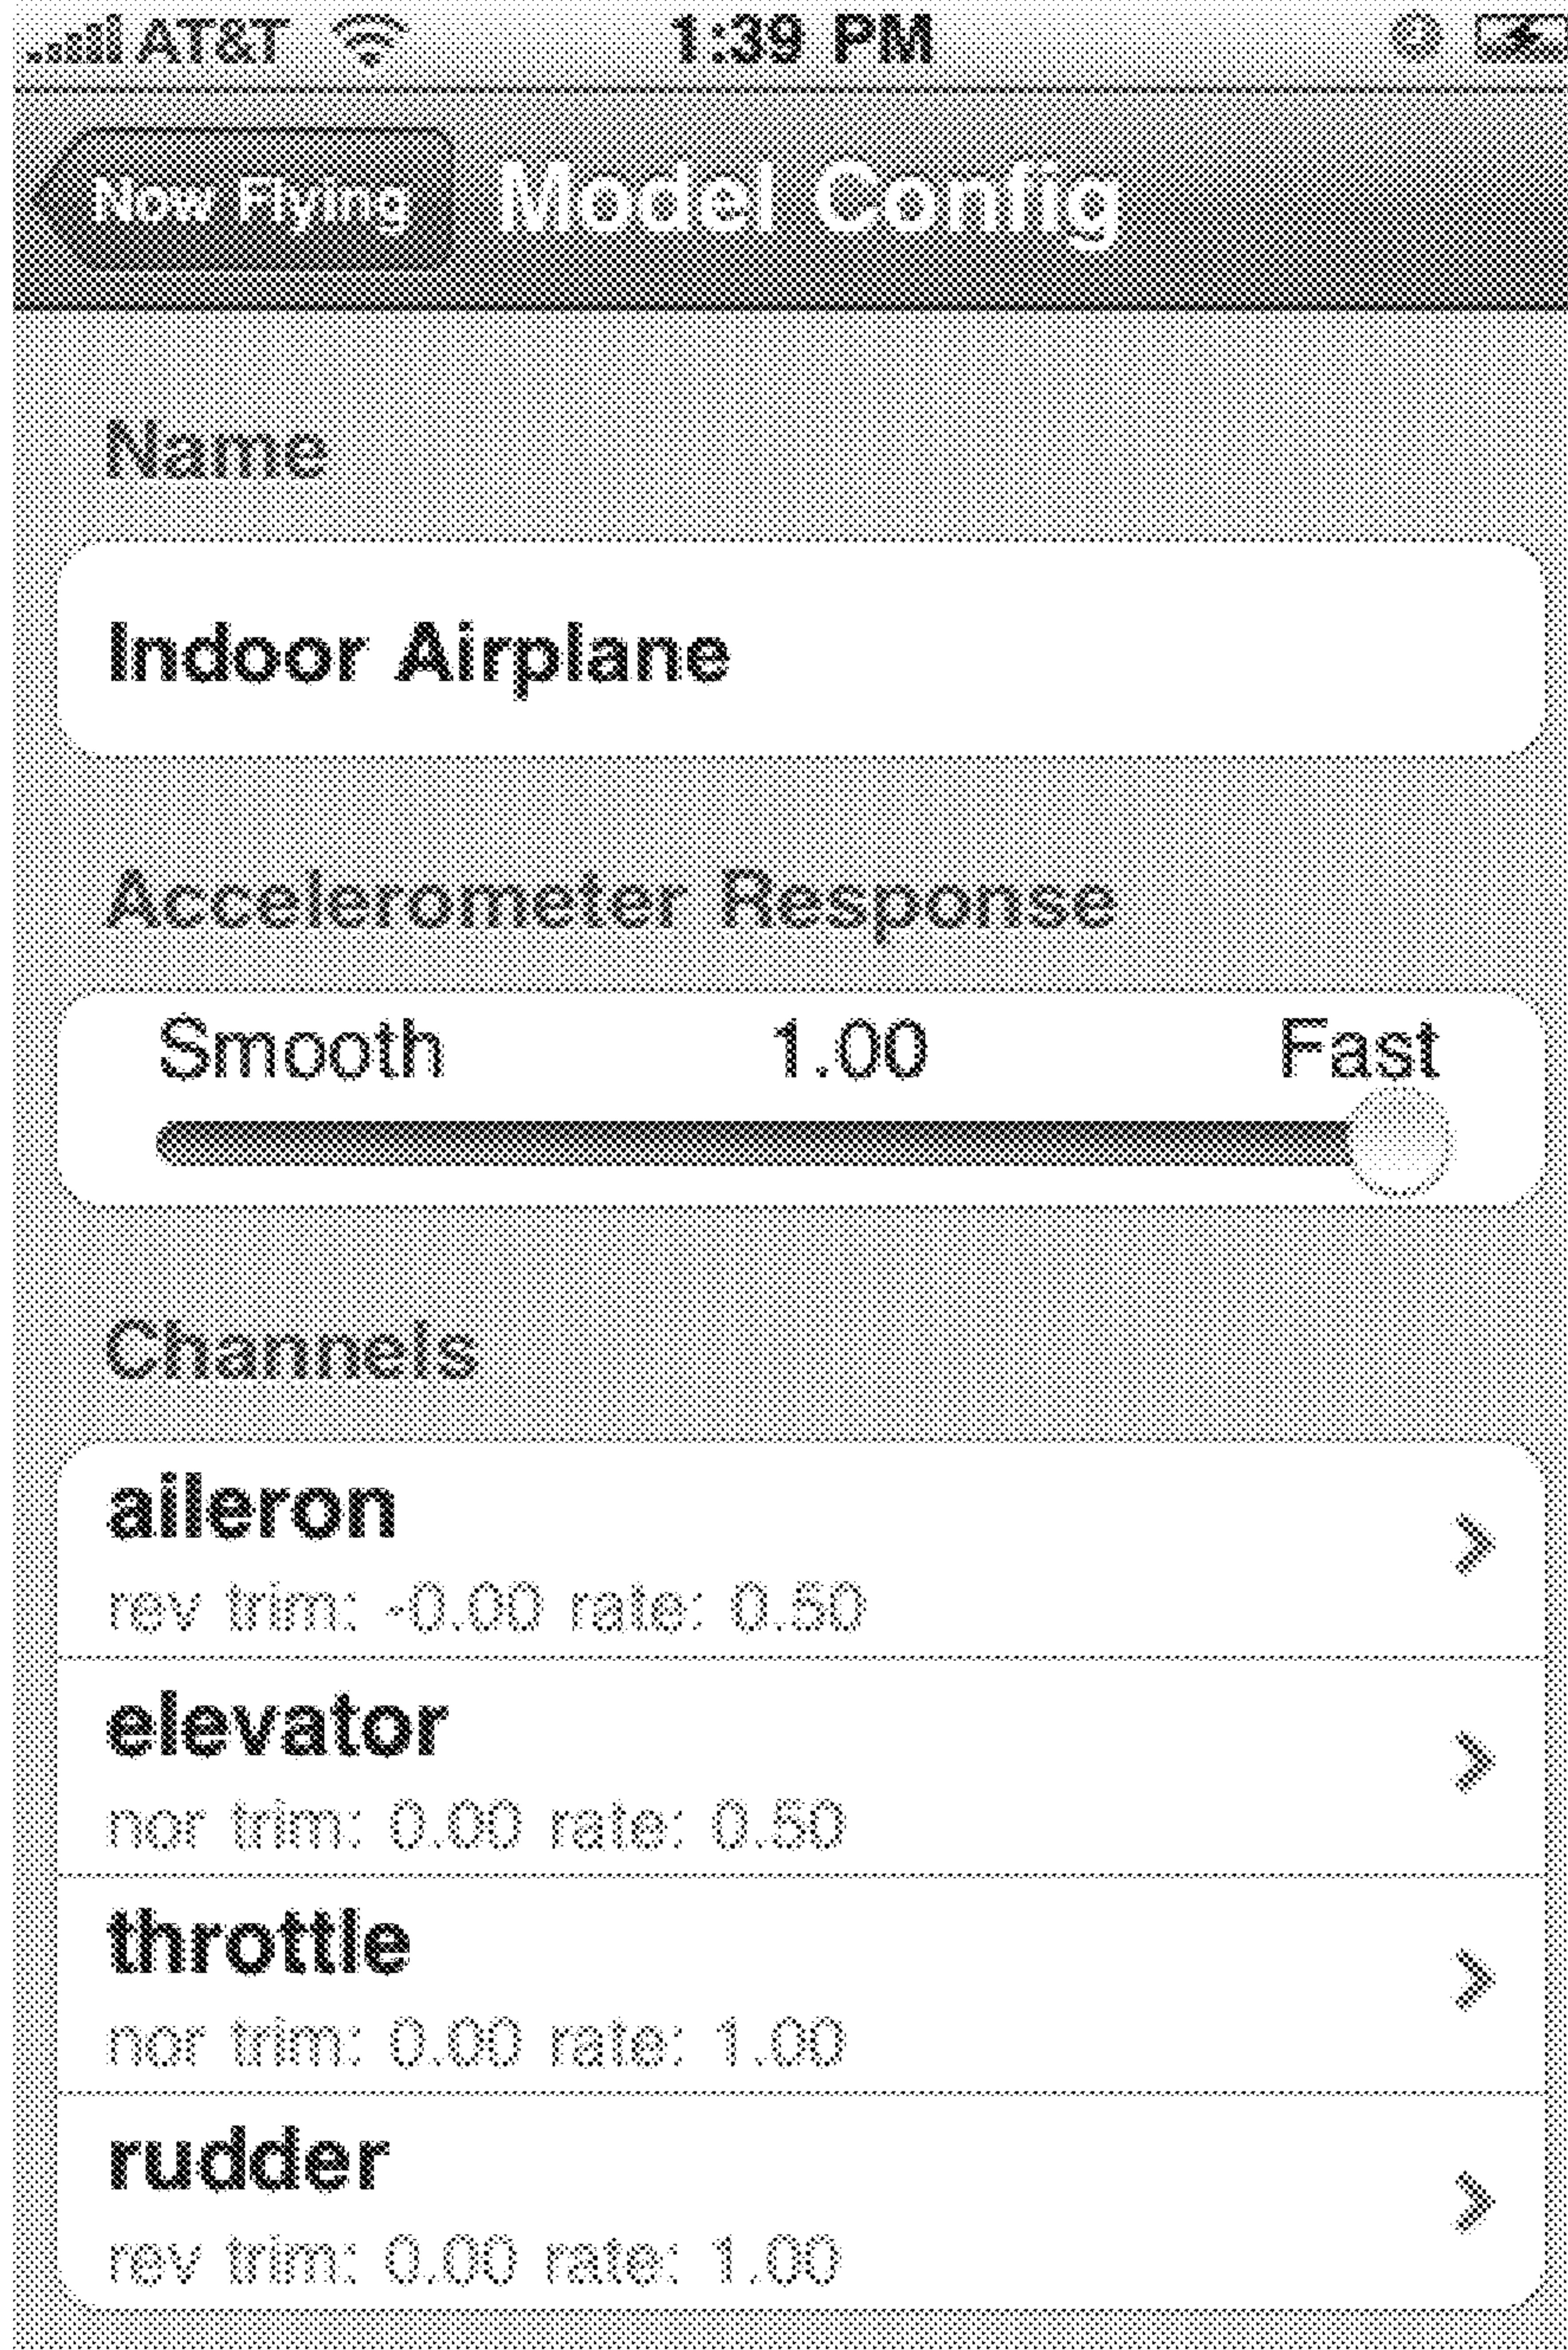 AT&T 1:39 PM
Now Flying Model Config
Name
Indoor Airplane
Accelerometer Response
Smooth 1.00 Fast
Channels
aileron
rev trim: -0.00 rate: 0.50
elevator
nor trim: 0.00 rate: 0.50
throttle
nor trim: 0.00 rate: 1.00
rudder
rev trim: 0.00 rate: 1.00